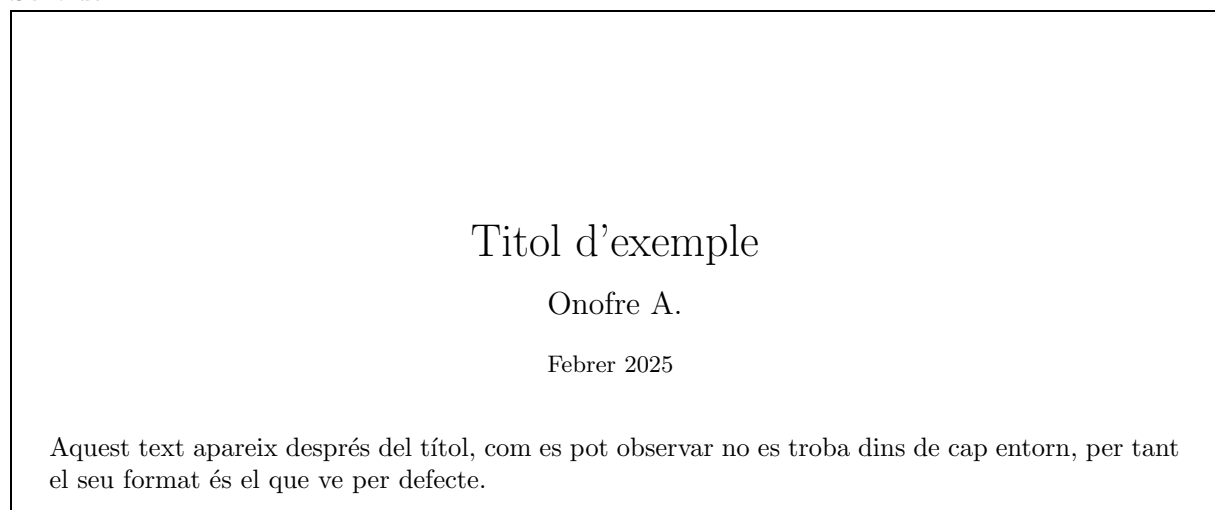 Titol d'exemple
Onofre A.
Febrer 2025
Aquest text apareix després del títol, com es pot observar no es troba dins de cap entorn, per tant
el seu format és el que ve per defecte.